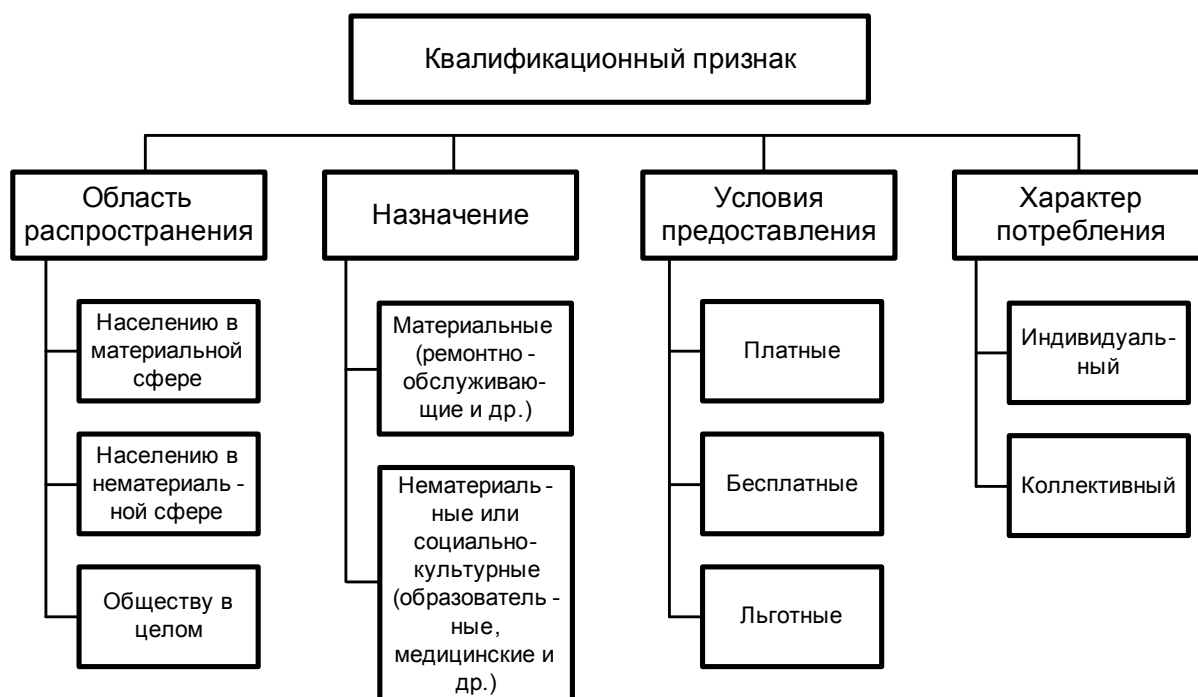 Квалификационный признак
Область
распространения
Населению в
материальной
сфере
Населению в
нематериаль -
ной сфере
Обществу в
целом
Назначение
Материальные
(ремонтно -
обслуживаю-
щие и др.)
Нематериаль -
ные или
социально-
культурные
(образователь -
ные,
медицинские и
др.)
Условия
предоставления
Платные
Бесплатные
Льготные
Характер
потребления
Индивидуаль-
ный
Коллективный